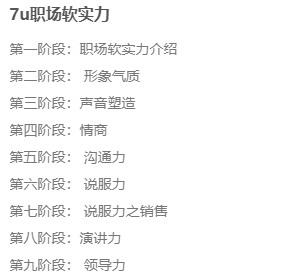 7u职场软实力
第一阶段：职场软实力介绍
第二阶段： 形象气质
第三阶段：声音塑造
第四阶段：情商
第五阶段： 沟通力
第六阶段： 说服力
第七阶段： 说服力之销售
第八阶段：演讲力
第九阶段： 领导力